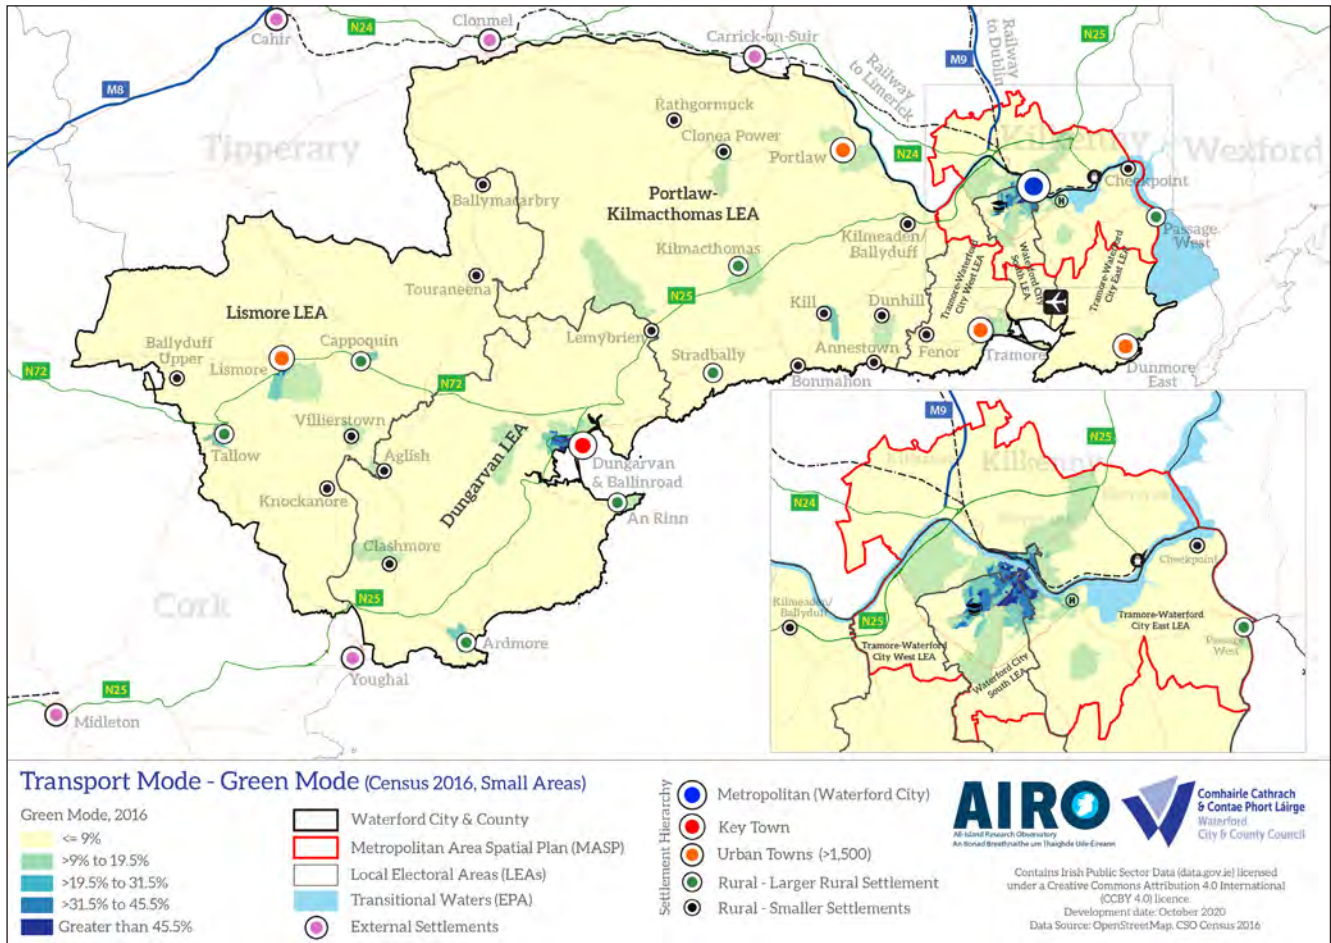 Cahir
N24
Clonmel
Carrick-on-Suir
Railway
to Limerick
M9
Railway
to Dublin
N25
M8
Tipperary
Kilkenny
Wexford
Rathgormuck
Clonea Power
Portlaw
N24
Cheekpoint
Ballymacarbry
Portlaw-
Kilmacthomas LEA
Passage
West
Kilmeaden/
Ballyduff
Kilmacthomas
Touraneena
N25
Tramore-Waterford
City West LEA
Waterford City
South LEA
Tramore-Waterford
City East LEA
Lismore LEA
Kill
Dunhill
Ballyduff
Upper
Cappoquin
Lemybrien
Lismore
Stradbally
Annestown
Fenor
Tramore
Bonmahon
Dunmore
East
N72
N72
Villierstown
Tallow
Aglish
Knockanore
Dungarvan LEA
Dungarvan
& Ballinroad
An Rinn
Clashmore
Cork
N25
Ardmore
Youghal
N25
Midleton
M9
N25
Kilkenny
N24
H
Cheekpoint
Kilmeaden/
Ballyduff
N25
Tramore-Waterford
City East LEA
Tramore-Waterford
City West LEA
Waterford City
South LEA
Passage
West
Transport Mode - Green Mode (Census 2016, Small Areas)
Green Mode, 2016
<= 9%
>9% to 19.5%
>19.5% to 31.5%
>31.5% to 45.5%
Greater than 45.5%
Waterford City & County
Metropolitan Area Spatial Plan (MASP)
Local Electoral Areas (LEAs)
Transitional Waters (EPA)
External Settlements
Settlement Hierarchy
Metropolitan (Waterford City)
Key Town
Urban Towns (>1,500)
Rural - Larger Rural Settlement
Rural - Smaller Settlements
AIRO
All-Island Research Observatory
An tIonad Breathnaithe um Thaighde Uile-Éireann
Comhairle Cathrach
& Contae Phort Láirge
Waterford
City & County Council
Contains Irish Public Sector Data (data.gov.ie) licensed
under a Creative Commons Attribution 4.0 International
(CCBY 4.0) licence.
Development date: October 2020
Data Source: OpenStreetMap, CSO Census 2016